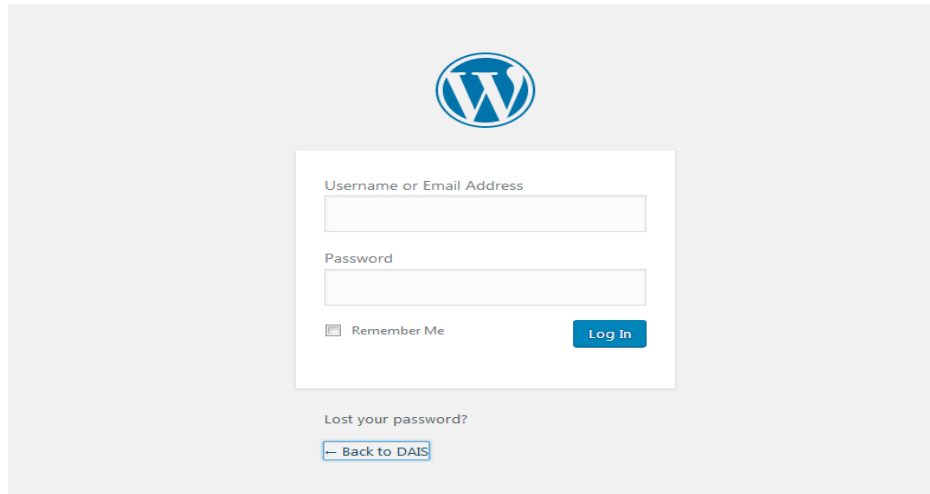 Username or Email Address
Password
Remember Me
Log In
Lost your password?
← Back to DAIS